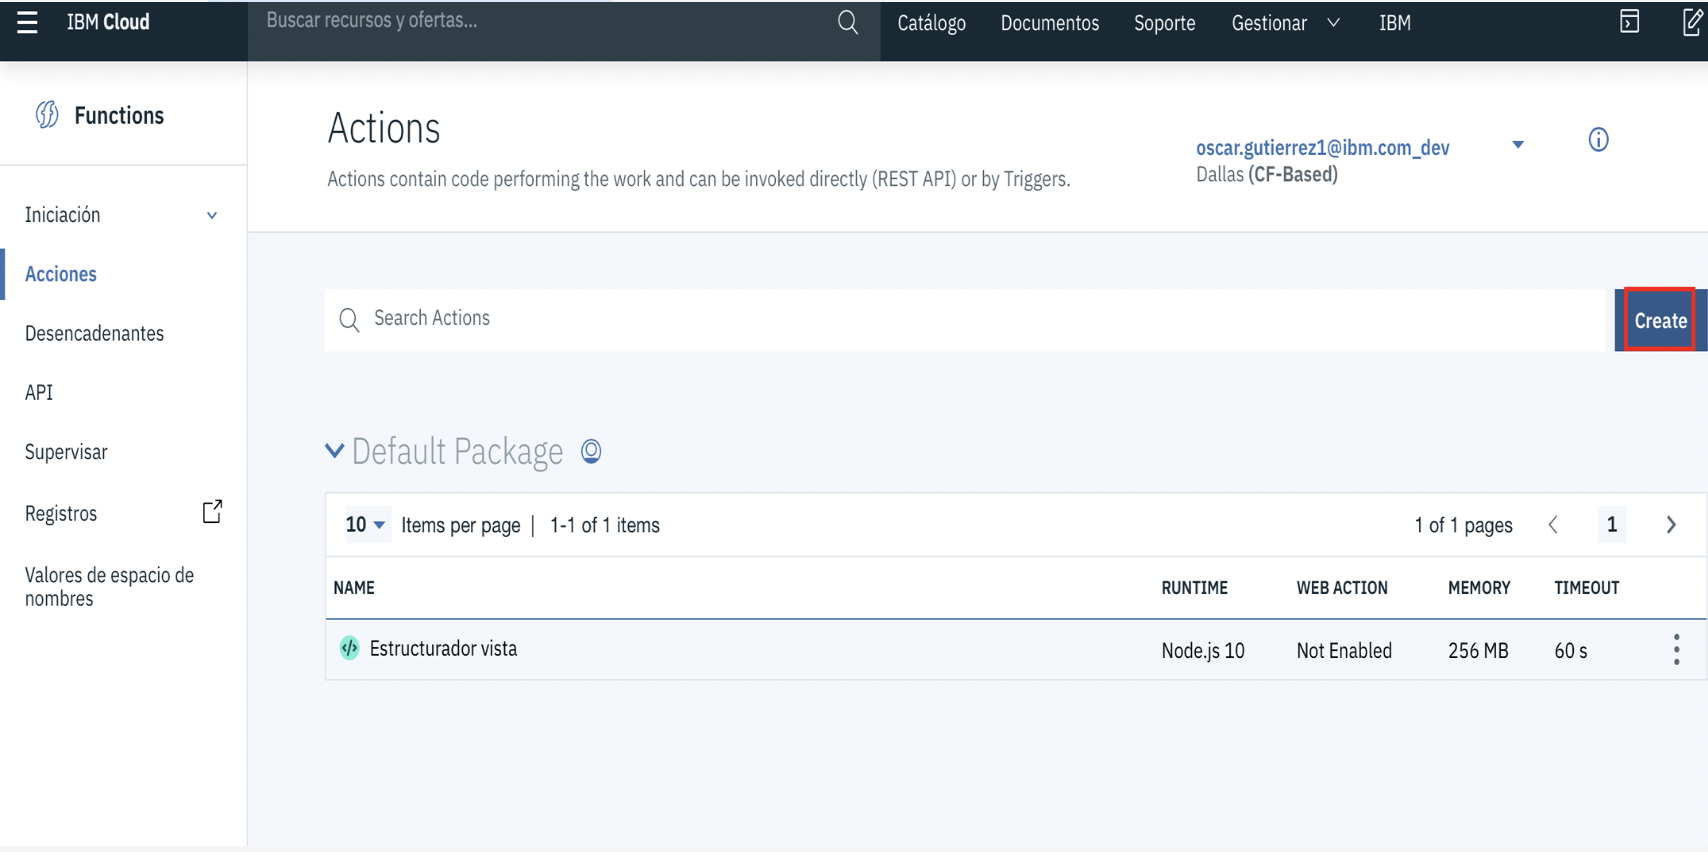 IBM Cloud
Buscar recursos y ofertas...
Catálogo
Documentos
Soporte
Gestionar
IBM
Functions
Iniciación
Acciones
Desencadenantes
API
Supervisar
Registros
Valores de espacio de
nombres
Actions
Actions contain code performing the work and can be invoked directly (REST API) or by Triggers.
oscar.gutierrez1@ibm.com_dev
Dallas (CF-Based)
Search Actions
Create
Default Package
10 Items per page | 1-1 of 1 items
1 of 1 pages
1
NAME RUNTIME WEB ACTION MEMORY TIMEOUT
Estructurador vista Node.js 10 Not Enabled 256 MB 60 s